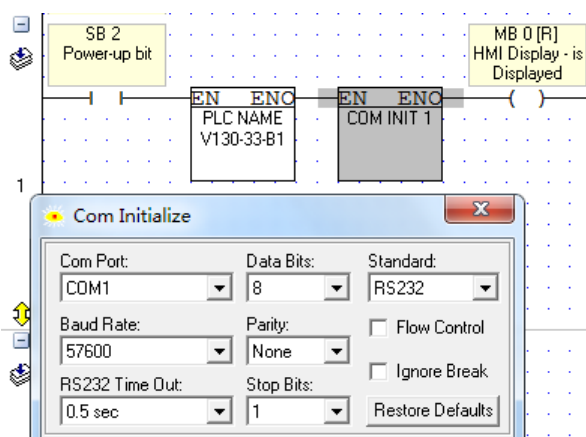 SB 2
Power-up bit
MB 0 [R]
HMI Display - is
Displayed
EN ENO
PLC NAME
V130-33-B1
EN ENO
COM INIT 1
1
Com Initialize
Com Port:
Data Bits:
Standard:
COM1
8
RS232
Baud Rate:
Parity:
Flow Control
57600
None
Ignore Break
RS232 Time Out:
Stop Bits:
0.5 sec
1
Restore Defaults